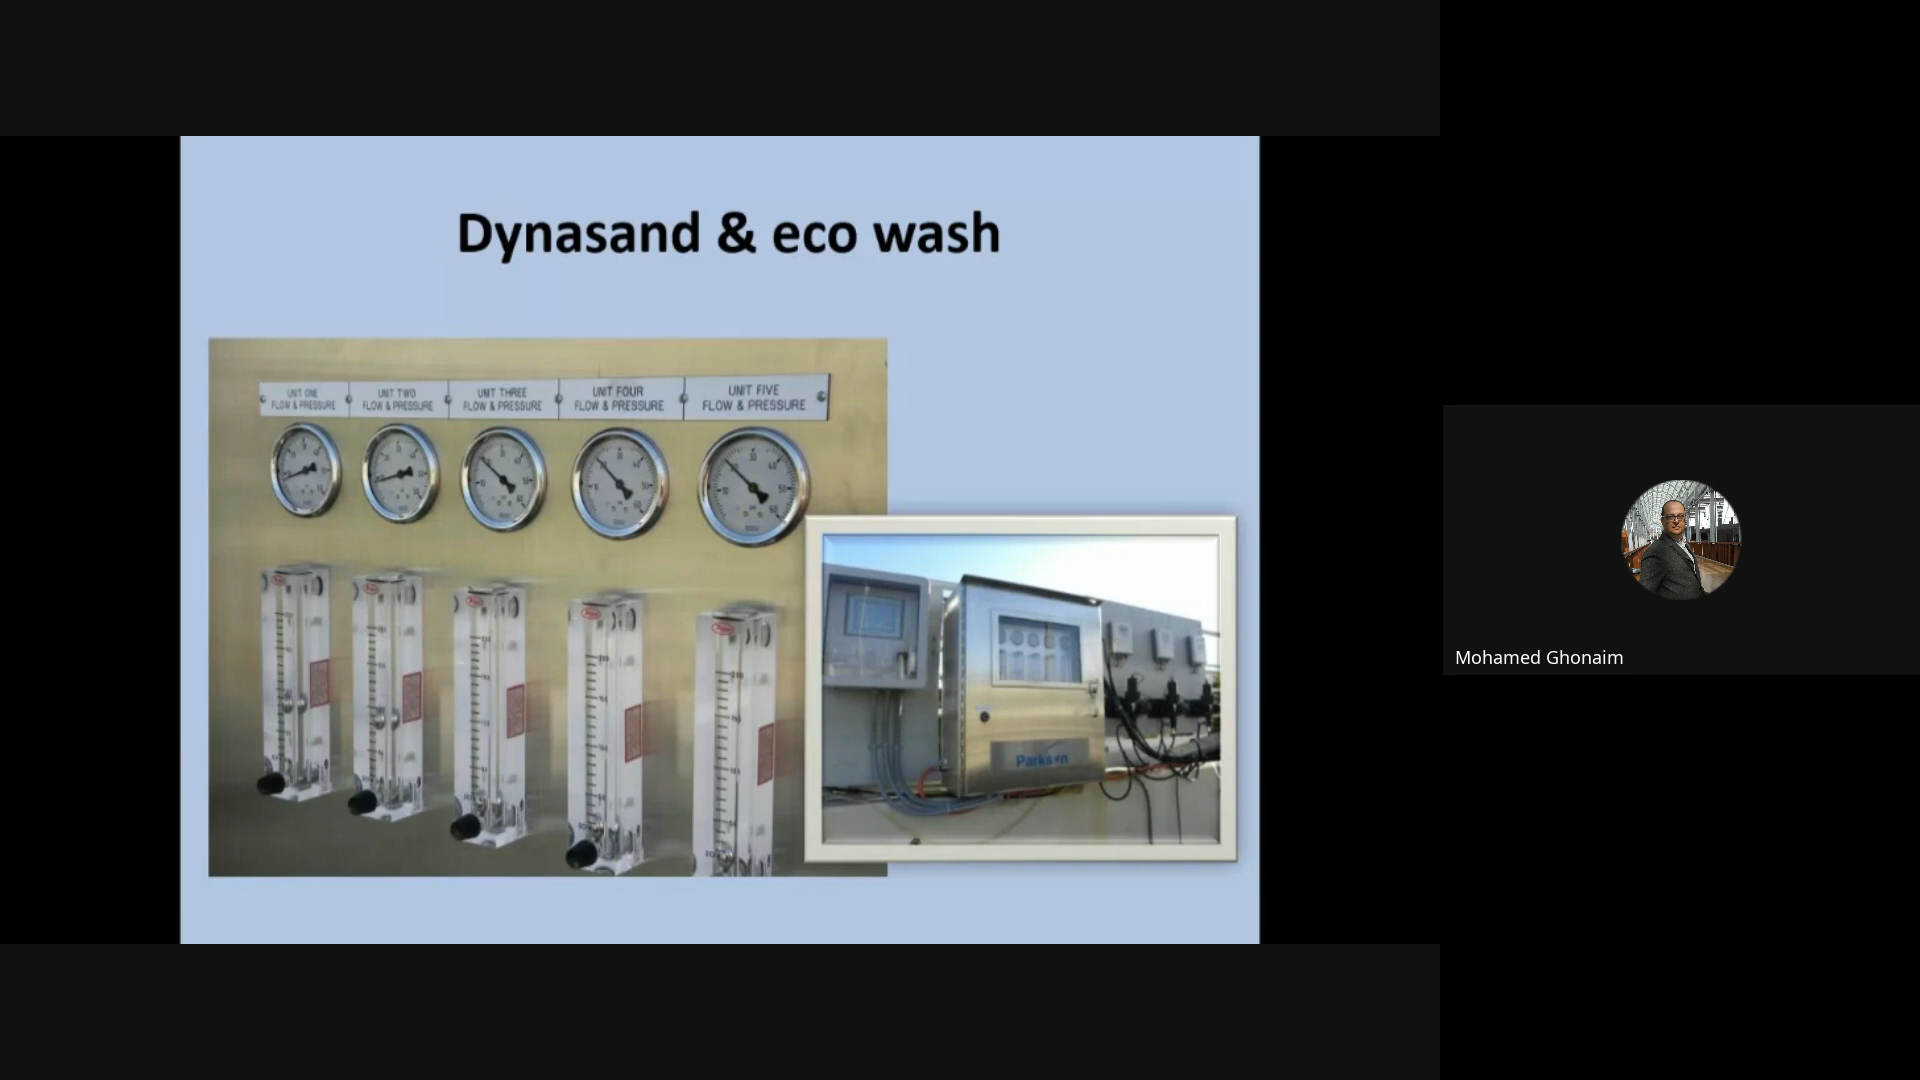 Dynasand & eco wash
UNIT ONE
FLOW & PRESSURE
UNIT TWO
FLOW & PRESSURE
UNIT THREE
FLOW & PRESSURE
UNIT FOUR
FLOW & PRESSURE
UNIT FIVE
FLOW & PRESSURE
Parkson
Mohamed Ghonaim